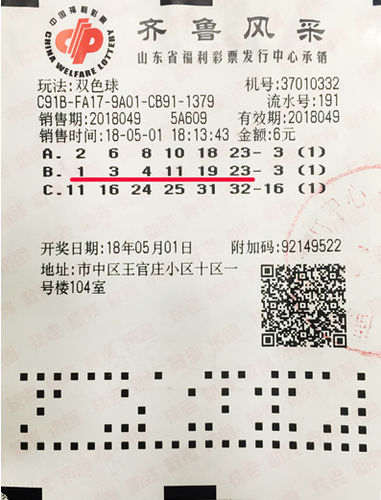 中国福利彩票
CHINA WELFARE LOTTERY
齐鲁风采
山东省福利彩票发行中心承销
玩法:双色球 机号:37010332
C91B-FA17-9A01-CB91-1379 流水号:191
销售期:2018049 5A609 有效期:2018049
销售时间:18-05-01 18:13:43 金额:6元
A. 2 6 8 10 18 23- 3 (1)
B. 1 3 4 11 19 23- 3 (1)
C.11 16 24 25 31 32-16 (1)
开奖日期:18年05月01日 附加码:92149522
地址:市中区王官庄小区十区一
号楼104室